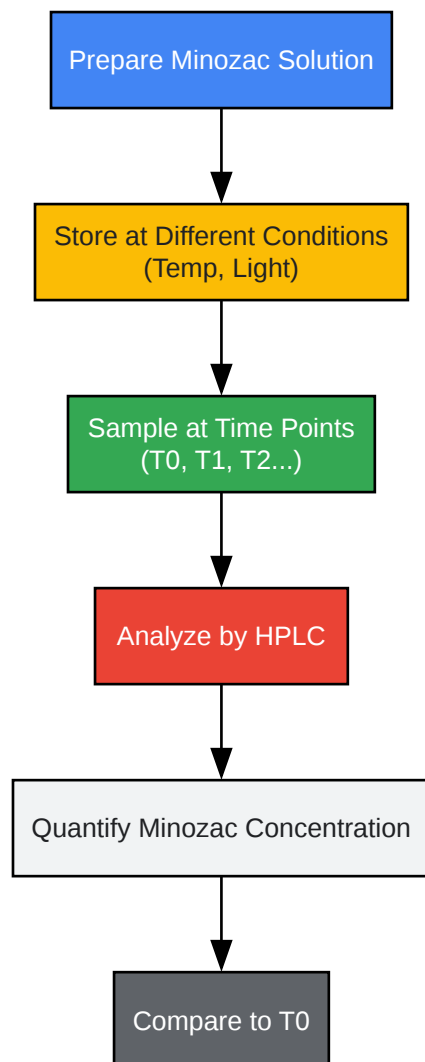 Prepare Minozac Solution
Store at Different Conditions
(Temp, Light)
Sample at Time Points
(T0, T1, T2...)
Analyze by HPLC
Quantify Minozac Concentration
Compare to T0